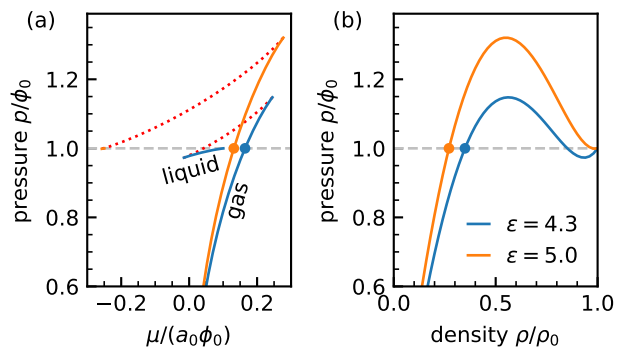 (a)
(b)
pressure p/ϕ₀
1.2
1.0
0.8
0.6
liquid
gas
−0.2
0.0
0.2
μ/(a₀ϕ₀)
pressure p/ϕ₀
1.2
1.0
0.8
0.6
ε = 4.3
ε = 5.0
0.0
0.5
1.0
density ρ/ρ₀